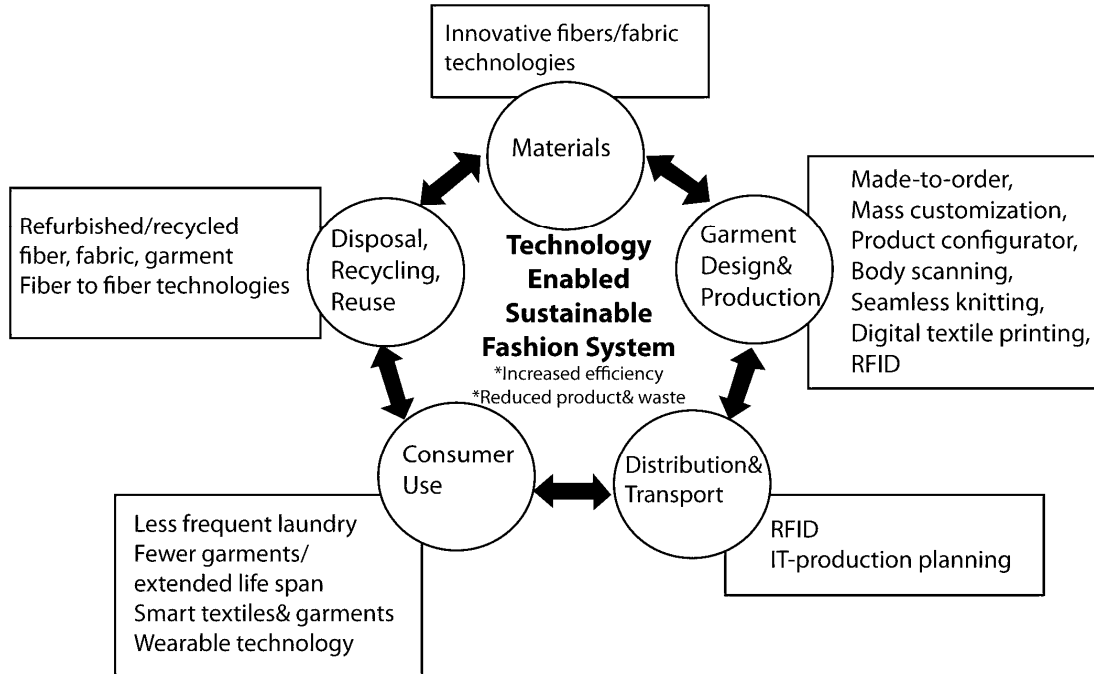 Innovative fibers/fabric
technologies
Materials
Made-to-order,
Mass customization,
Product configurator,
Body scanning,
Seamless knitting,
Digital textile printing,
RFID
Garment
Design&
Production
Refurbished/recycled
fiber, fabric, garment
Fiber to fiber technologies
Disposal,
Recycling,
Reuse
Technology
Enabled
Sustainable
Fashion System
*Increased efficiency
*Reduced product& waste
Consumer
Use
Distribution&
Transport
Less frequent laundry
Fewer garments/
extended life span
Smart textiles& garments
Wearable technology
RFID
IT-production planning